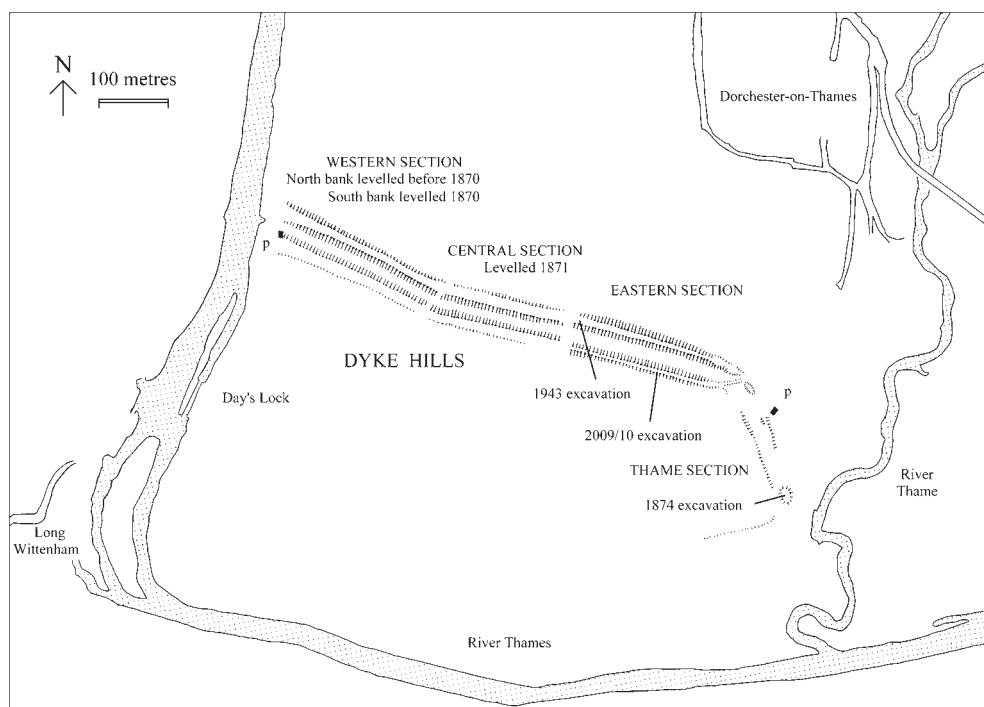 N
100 metres
Dorchester-on-Thames
WESTERN SECTION
North bank levelled before 1870
South bank levelled 1870
p
CENTRAL SECTION
Levelled 1871
EASTERN SECTION
DYKE HILLS
1943 excavation
p
Day's Lock
2009/10 excavation
THAME SECTION
River
Thame
1874 excavation
Long
Wittenham
River Thames